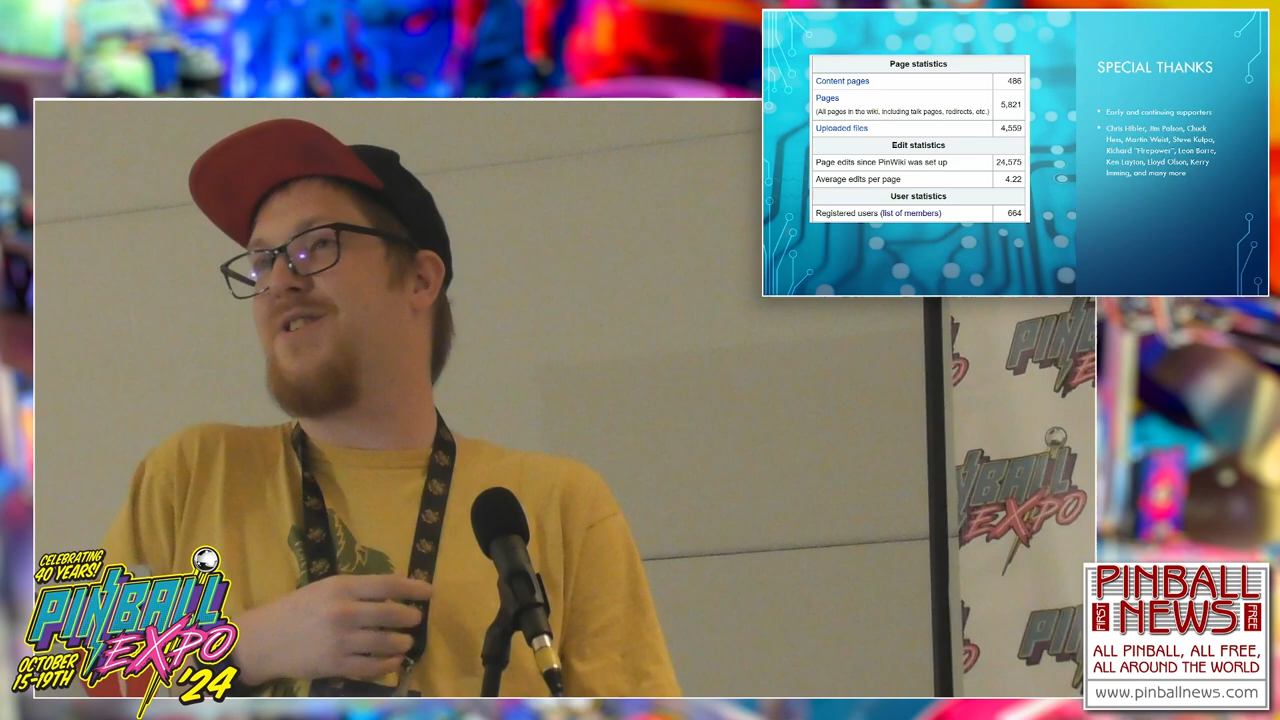 Page statistics
Content pages 486
Pages
(All pages in the wiki, including talk pages, redirects, etc.) 5,821
Uploaded files 4,559
Edit statistics
Page edits since PinWiki was set up 24,575
Average edits per page 4.22
User statistics
Registered users (list of members) 664
SPECIAL THANKS
• Early and continuing supporters
• Chris Hibler, Jim Palson, Chuck
Hess, Martin Weist, Steve Kulpa,
Richard "Firepower", Leon Borre,
Ken Layton, Lloyd Olson, Kerry
Imming, and many more
PINBALL
EXPO
CELEBRATING
40 YEARS!
PINBALL
EXPO
OCTOBER
15-19TH
'24
PINBALL
NEWS
FIRST
FREE
ALL PINBALL, ALL FREE,
ALL AROUND THE WORLD
www.pinballnews.com